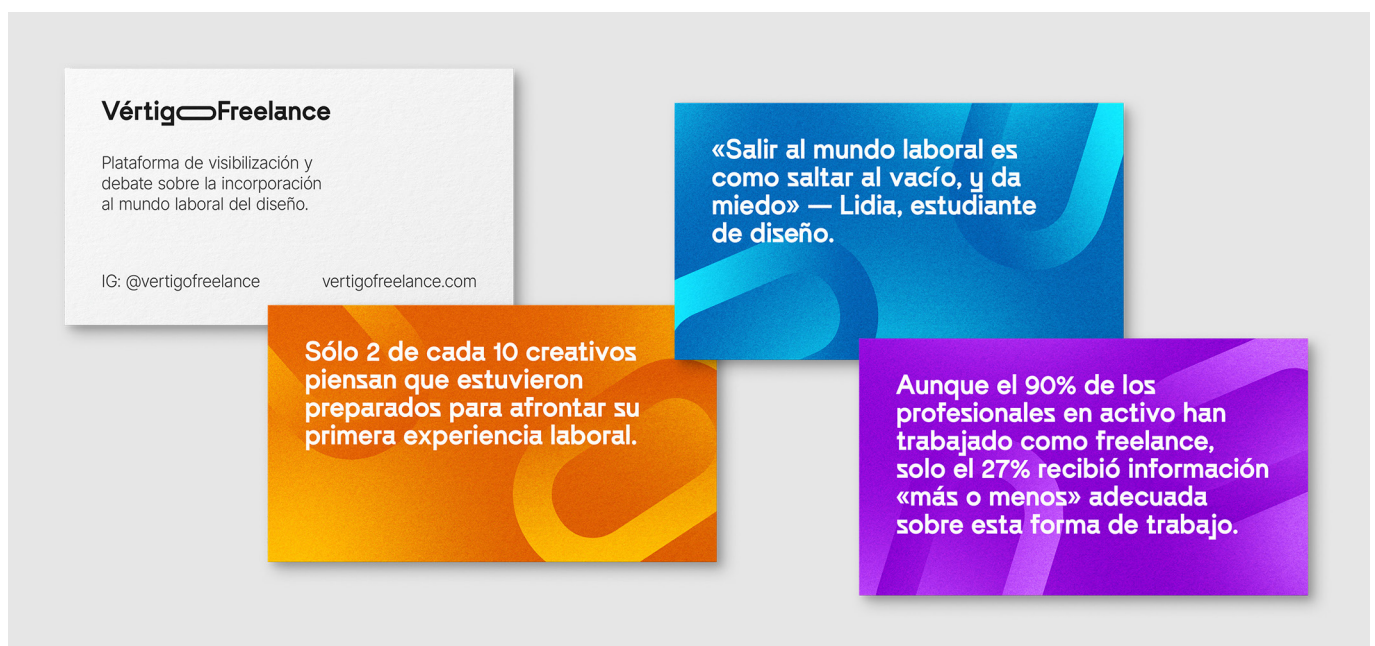 VértigoFreelance
Plataforma de visibilización y
debate sobre la incorporación
al mundo laboral del diseño.
IG: @vertigofreelance
vertigofreelance.com
Sólo 2 de cada 10 creativos
piensan que estuvieron
preparados para afrontar su
primera experiencia laboral.
«Salir al mundo laboral es
como saltar al vacío, y da
miedo» — Lidia, estudiante
de diseño.
Aunque el 90% de los
profesionales en activo han
trabajado como freelance,
solo el 27% recibió información
«más o menos» adecuada
sobre esta forma de trabajo.